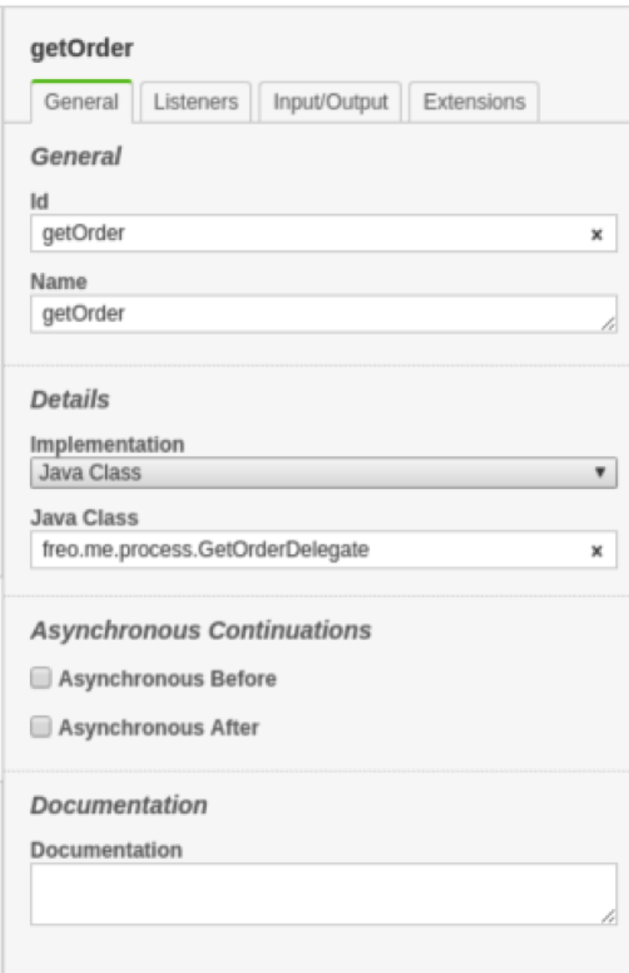 getOrder
General Listeners Input/Output Extensions
General
Id
getOrder x
Name
getOrder
Details
Implementation
Java Class ▼
Java Class
freo.me.process.GetOrderDelegate x
Asynchronous Continuations
Asynchronous Before
Asynchronous After
Documentation
Documentation